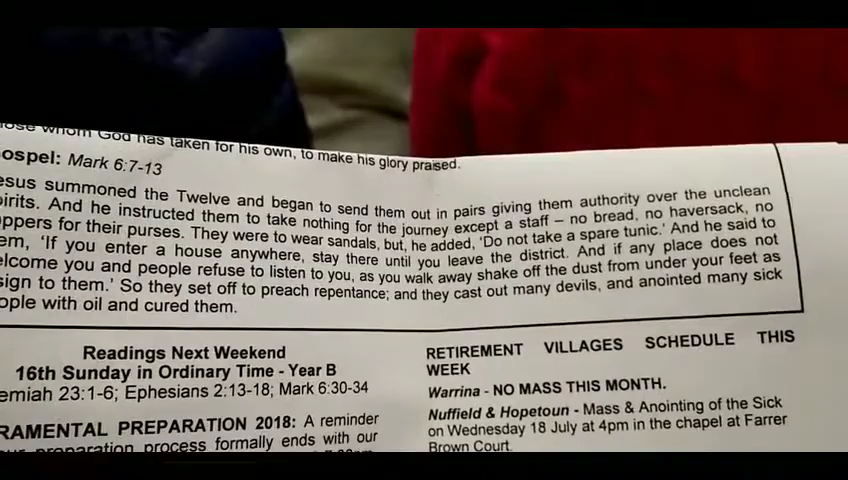 ose whom God has taken for his own, to make his glory praised.
ospel: Mark 6:7-13
esus summoned the Twelve and began to send them out in pairs giving them authority over the unclean
irits. And he instructed them to take nothing for the journey except a staff – no bread, no haversack, no
ppers for their purses. They were to wear sandals, but, he added, ‘Do not take a spare tunic.’ And he said to
em, ‘If you enter a house anywhere, stay there until you leave the district. And if any place does not
elcome you and people refuse to listen to you, as you walk away shake off the dust from under your feet as
sign to them.’ So they set off to preach repentance; and they cast out many devils, and anointed many sick
ople with oil and cured them.
Readings Next Weekend
16th Sunday in Ordinary Time - Year B
emiah 23:1-6; Ephesians 2:13-18; Mark 6:30-34
RAMENTAL PREPARATION 2018: A reminder
our preparation process formally ends with our
RETIREMENT VILLAGES SCHEDULE THIS
WEEK
Warrina - NO MASS THIS MONTH.
Nuffield & Hopetoun - Mass & Anointing of the Sick
on Wednesday 18 July at 4pm in the chapel at Farrer
Brown Court.